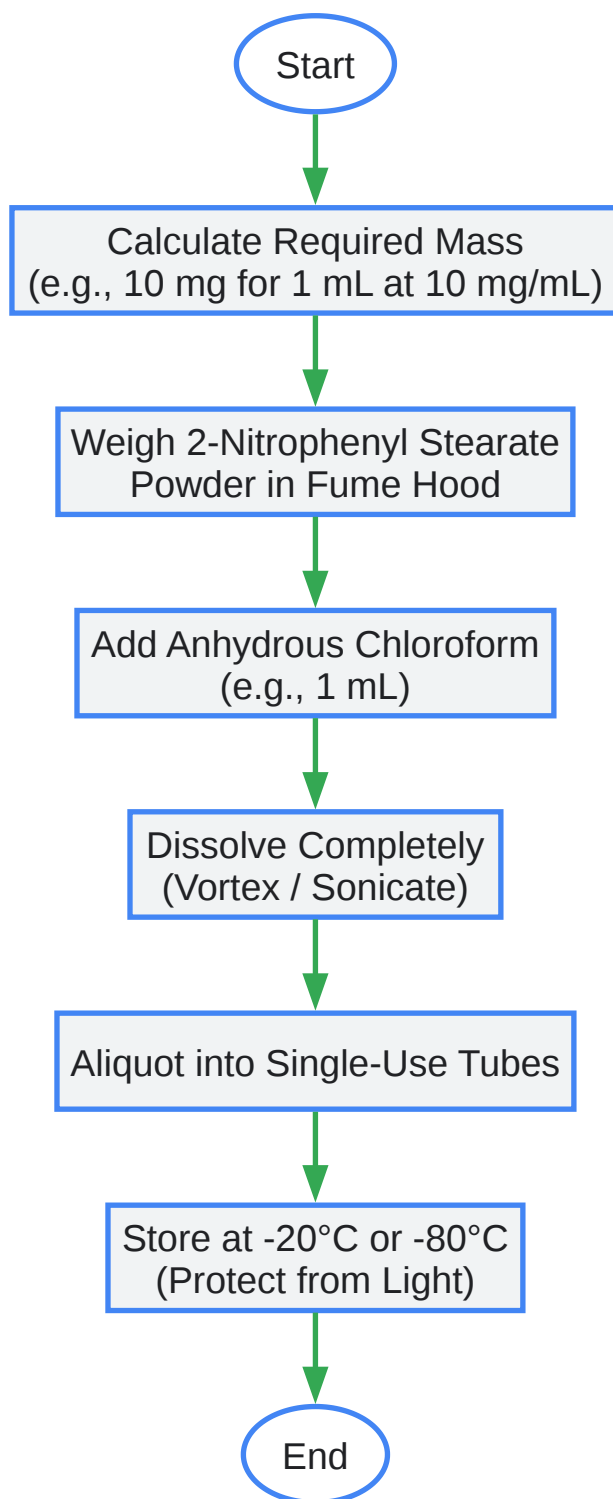 Start
Calculate Required Mass
(e.g., 10 mg for 1 mL at 10 mg/mL)
Weigh 2-Nitrophenyl Stearate
Powder in Fume Hood
Add Anhydrous Chloroform
(e.g., 1 mL)
Dissolve Completely
(Vortex / Sonicate)
Aliquot into Single-Use Tubes
Store at -20°C or -80°C
(Protect from Light)
End